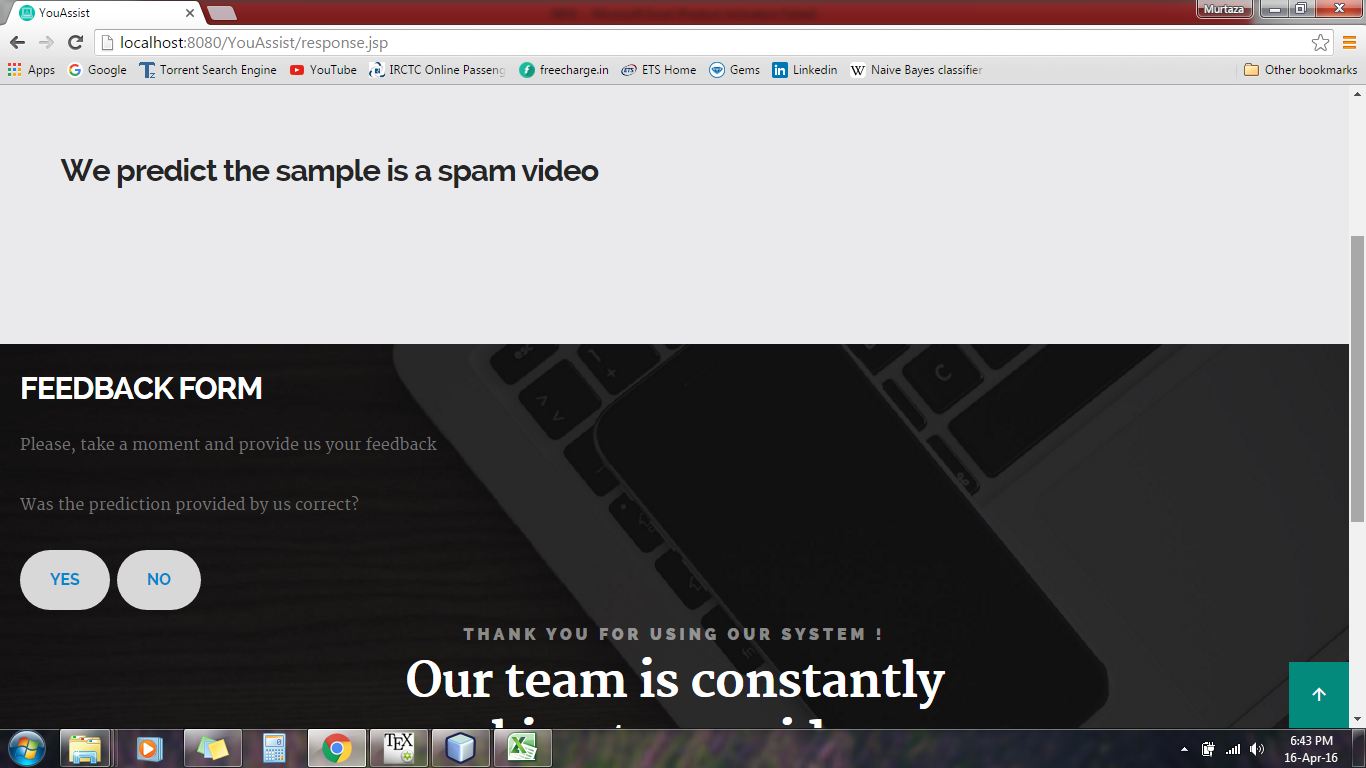 YouAssist
Murtaza
localhost:8080/YouAssist/response.jsp
Apps Google Torrent Search Engine YouTube IRCTC Online Passeng freecharge.in ETS Home Gems Linkedin Naive Bayes classifier Other bookmarks
We predict the sample is a spam video
FEEDBACK FORM
Please, take a moment and provide us your feedback
Was the prediction provided by us correct?
YES NO
THANK YOU FOR USING OUR SYSTEM !
Our team is constantly
6:43 PM
16-Apr-16